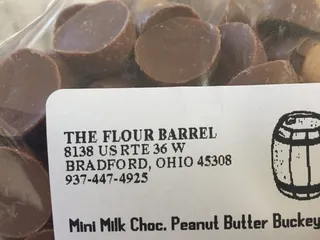 THE FLOUR BARREL
8138 US RTE 36 W
BRADFORD, OHIO 45308
937-447-4925
Mini Milk Choc. Peanut Butter Buckey